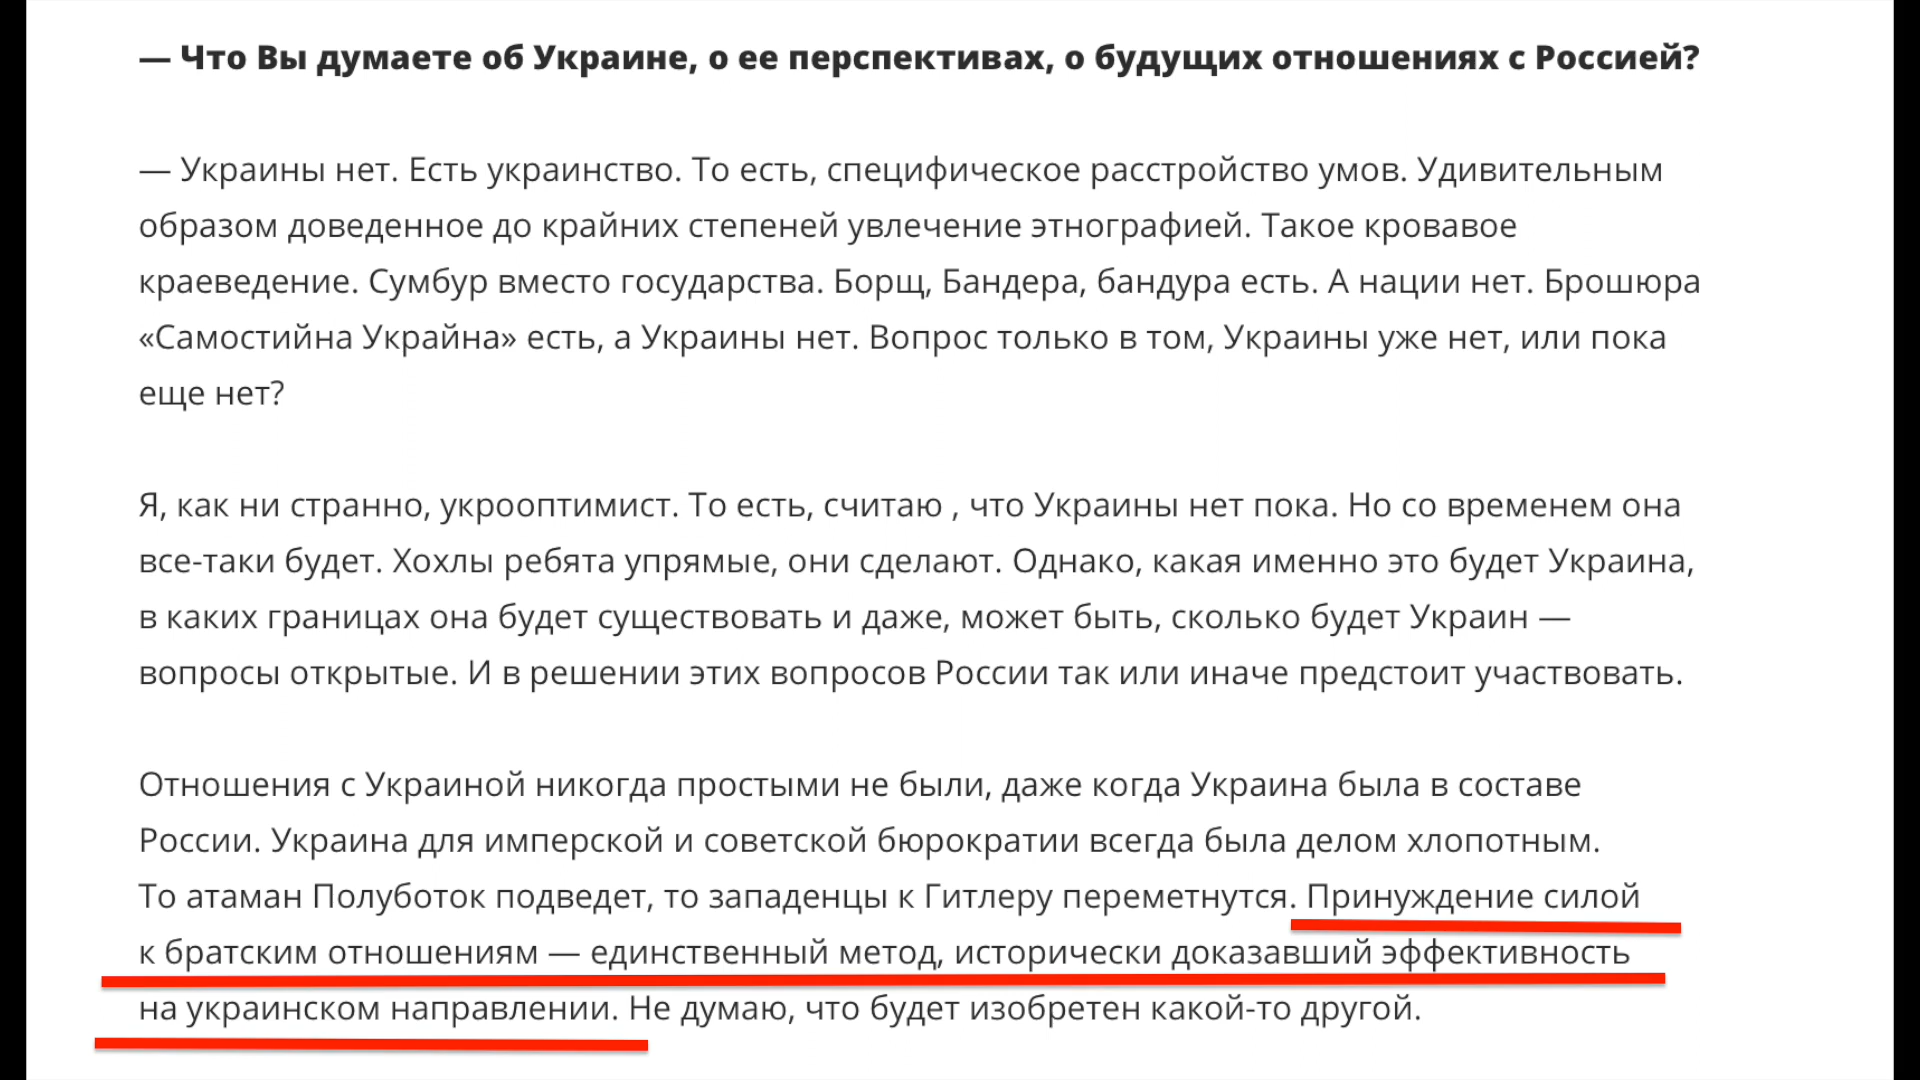 — Что Вы думаете об Украине, о ее перспективах, о будущих отношениях с Россией?
— Украины нет. Есть украинство. То есть, специфическое расстройство умов. Удивительным
образом доведенное до крайних степеней увлечение этнографией. Такое кровавое
краеведение. Сумбур вместо государства. Борщ, Бандера, бандура есть. А нации нет. Брошюра
«Самостийна Украйна» есть, а Украины нет. Вопрос только в том, Украины уже нет, или пока
еще нет?
Я, как ни странно, укрооптимист. То есть, считаю , что Украины нет пока. Но со временем она
все-таки будет. Хохлы ребята упрямые, они сделают. Однако, какая именно это будет Украина,
в каких границах она будет существовать и даже, может быть, сколько будет Украин —
вопросы открытые. И в решении этих вопросов России так или иначе предстоит участвовать.
Отношения с Украиной никогда простыми не были, даже когда Украина была в составе
России. Украина для имперской и советской бюрократии всегда была делом хлопотным.
То атаман Полуботок подведет, то западенцы к Гитлеру переметнутся. Принуждение силой
к братским отношениям — единственный метод, исторически доказавший эффективность
на украинском направлении. Не думаю, что будет изобретен какой-то другой.